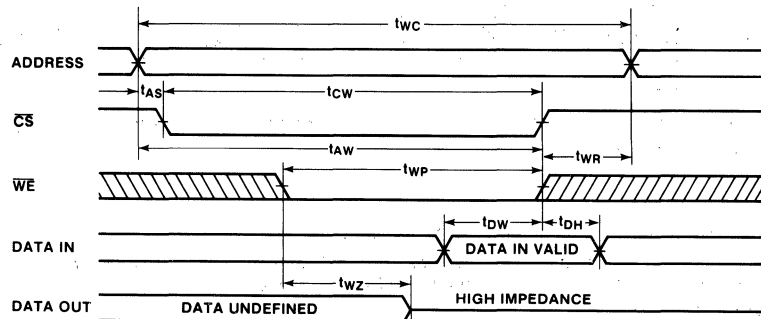 tWC
ADDRESS
tAS
tCW
CS
tAW
tWR
tWP
WE
tDW
tDH
DATA IN
DATA IN VALID
tWZ
DATA OUT
DATA UNDEFINED
HIGH IMPEDANCE